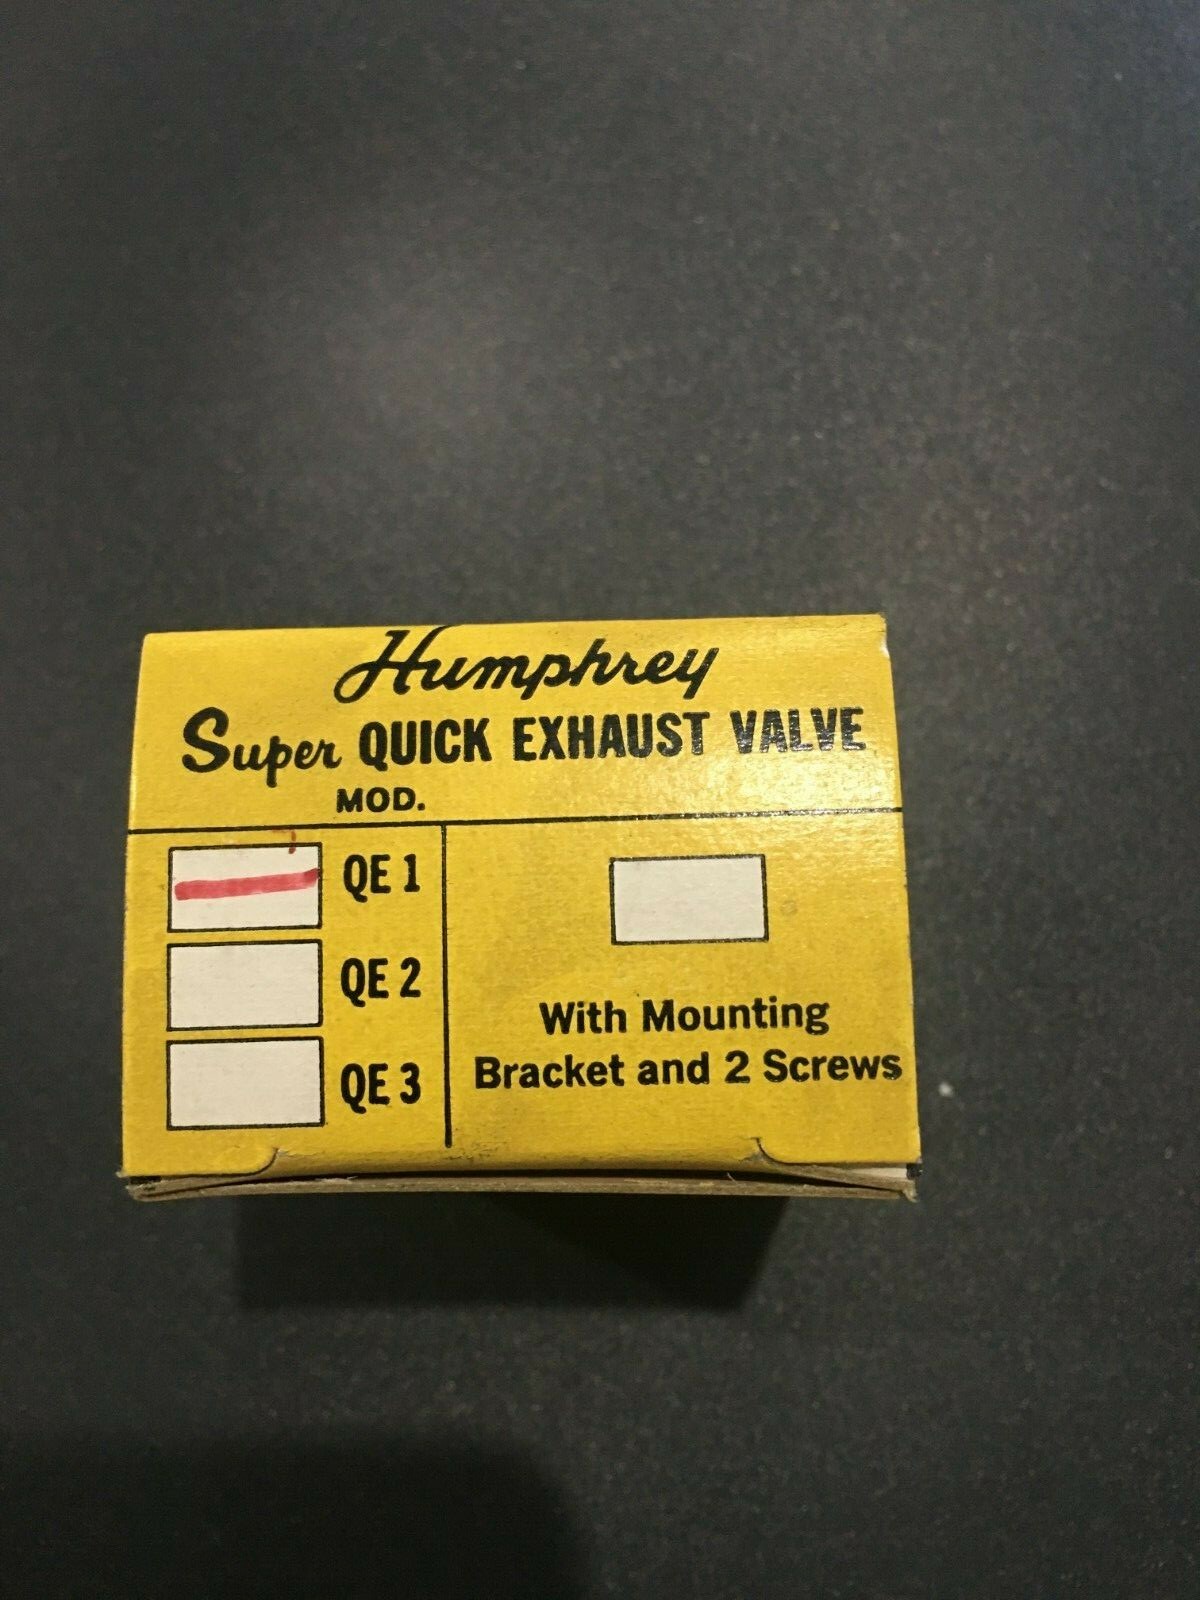 Humphrey
Super QUICK EXHAUST VALVE
MOD.
QE 1
QE 2
QE 3
With Mounting
Bracket and 2 Screws